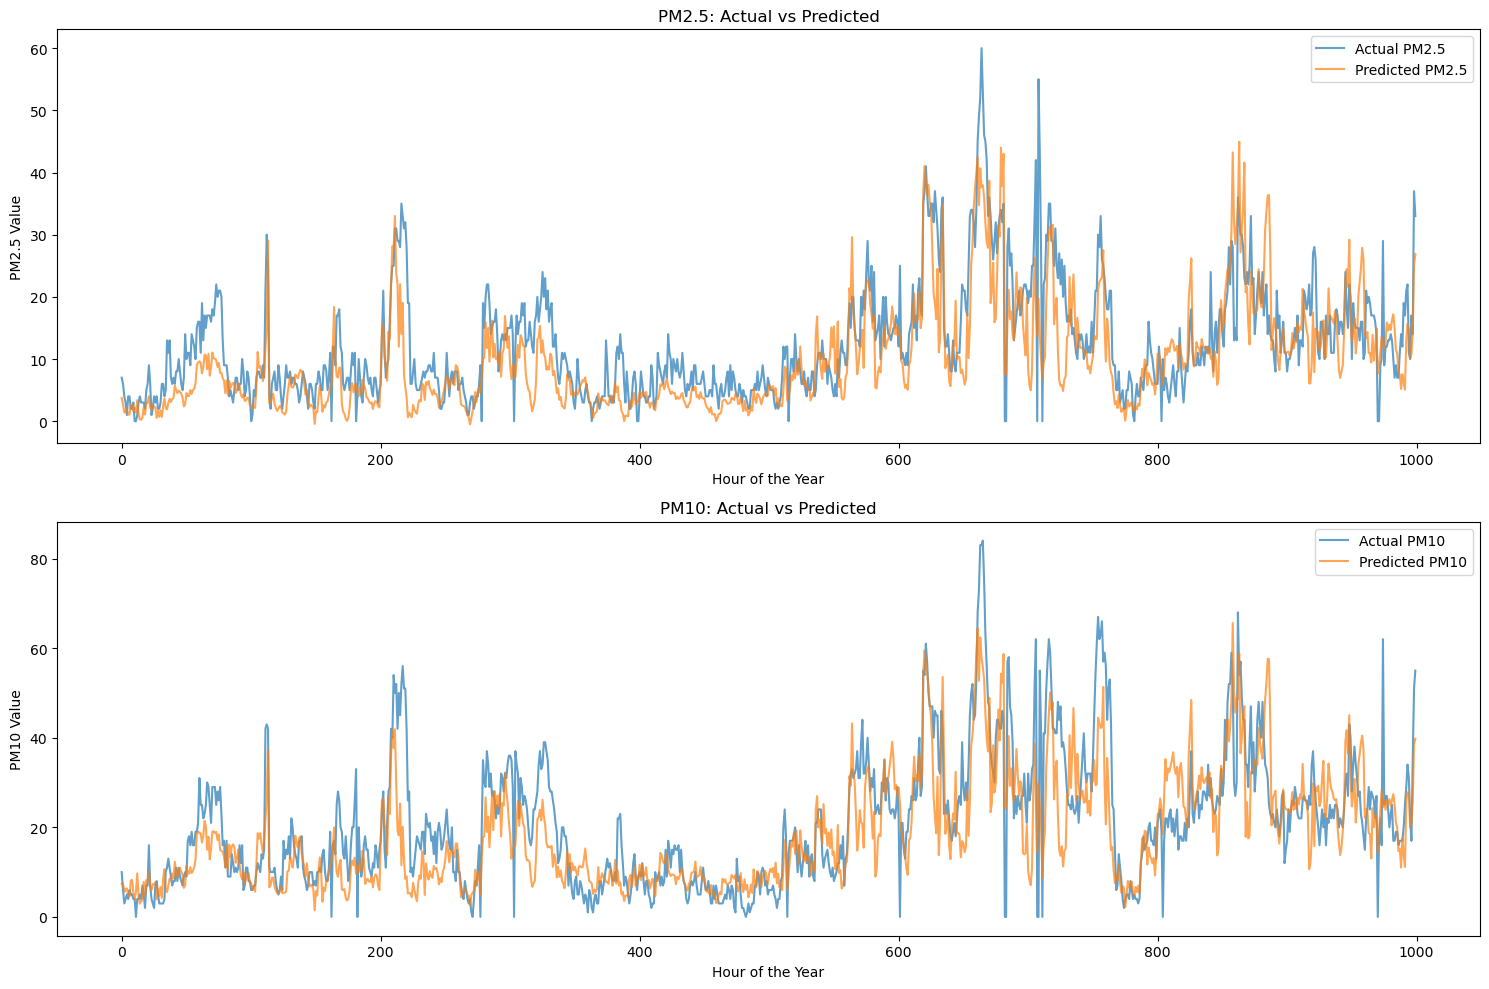 PM2.5: Actual vs Predicted
Actual PM2.5
Predicted PM2.5
60
50
40
30
20
10
0
PM2.5 Value
0 200 400 600 800 1000
Hour of the Year
PM10: Actual vs Predicted
Actual PM10
Predicted PM10
80
60
40
20
0
PM10 Value
0 200 400 600 800 1000
Hour of the Year